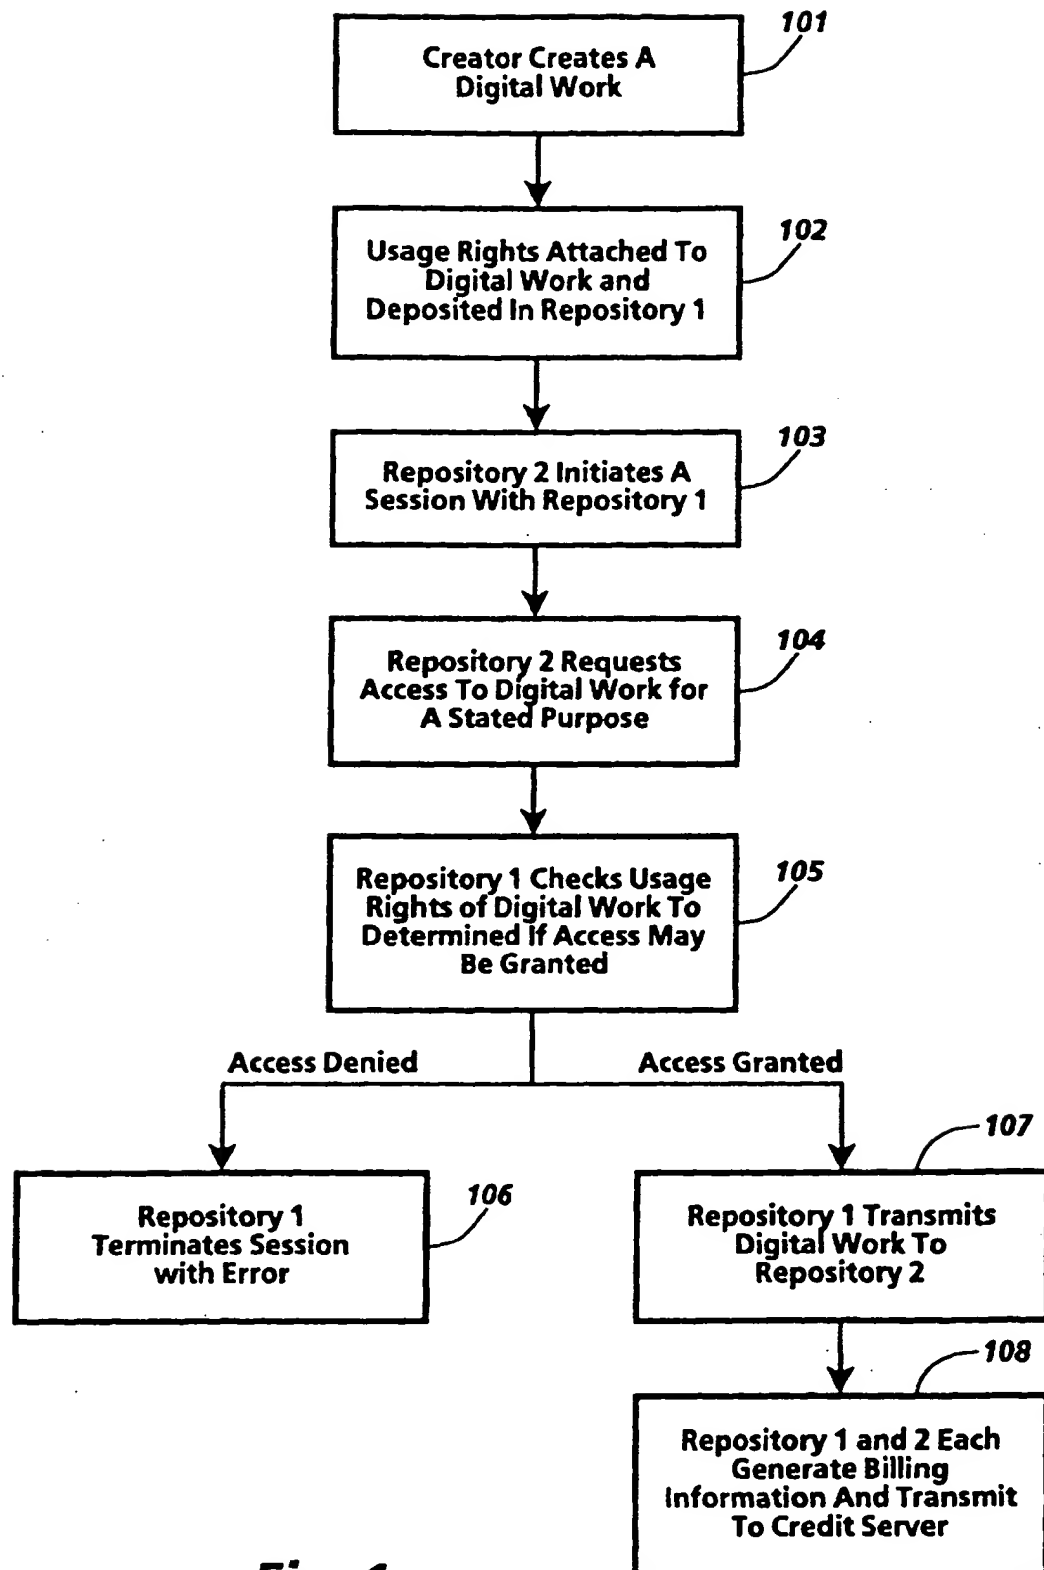 101
Creator Creates A
Digital Work
102
Usage Rights Attached To
Digital Work and
Deposited In Repository 1
103
Repository 2 Initiates A
Session With Repository 1
104
Repository 2 Requests
Access To Digital Work for
A Stated Purpose
105
Repository 1 Checks Usage
Rights of Digital Work To
Determined If Access May
Be Granted
Access Denied
Access Granted
107
106
Repository 1
Terminates Session
with Error
Repository 1 Transmits
Digital Work To
Repository 2
108
Repository 1 and 2 Each
Generate Billing
Information And Transmit
To Credit Server